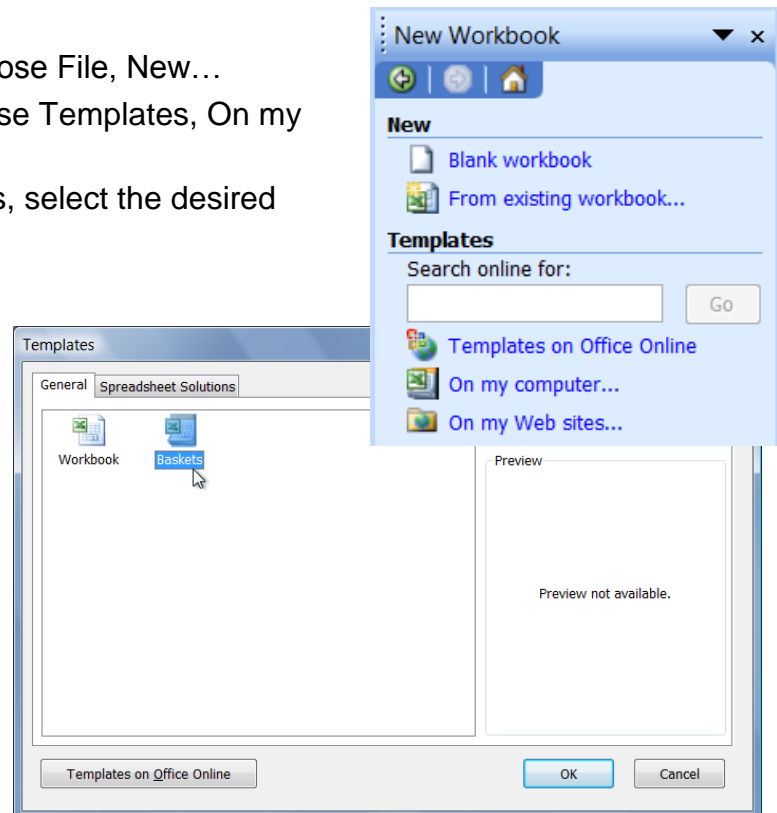 ose File, New…
se Templates, On my
s, select the desired
New Workbook
New
Blank workbook
From existing workbook...
Templates
Search online for:
Go
Templates on Office Online
On my computer...
On my Web sites...
Templates
General
Spreadsheet Solutions
Workbook
Baskets
Preview
Preview not available.
Templates on Office Online
OK
Cancel